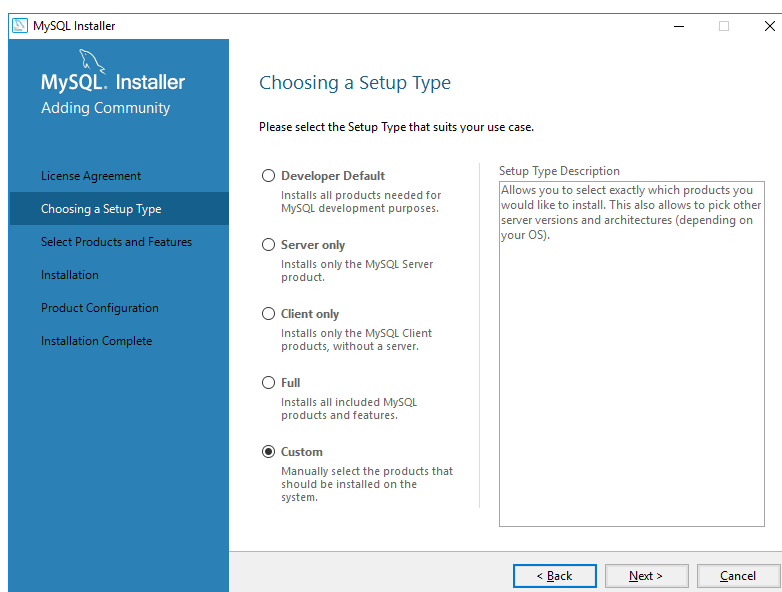 MySQL Installer
MySQL. Installer
Adding Community
License Agreement
Choosing a Setup Type
Select Products and Features
Installation
Product Configuration
Installation Complete
Choosing a Setup Type
Please select the Setup Type that suits your use case.
Developer Default
Installs all products needed for
MySQL development purposes.
Server only
Installs only the MySQL Server
product.
Client only
Installs only the MySQL Client
products, without a server.
Full
Installs all included MySQL
products and features.
Custom
Manually select the products that
should be installed on the
system.
Setup Type Description
Allows you to select exactly which products you
would like to install. This also allows to pick other
server versions and architectures (depending on
your OS).
< Back
Next >
Cancel